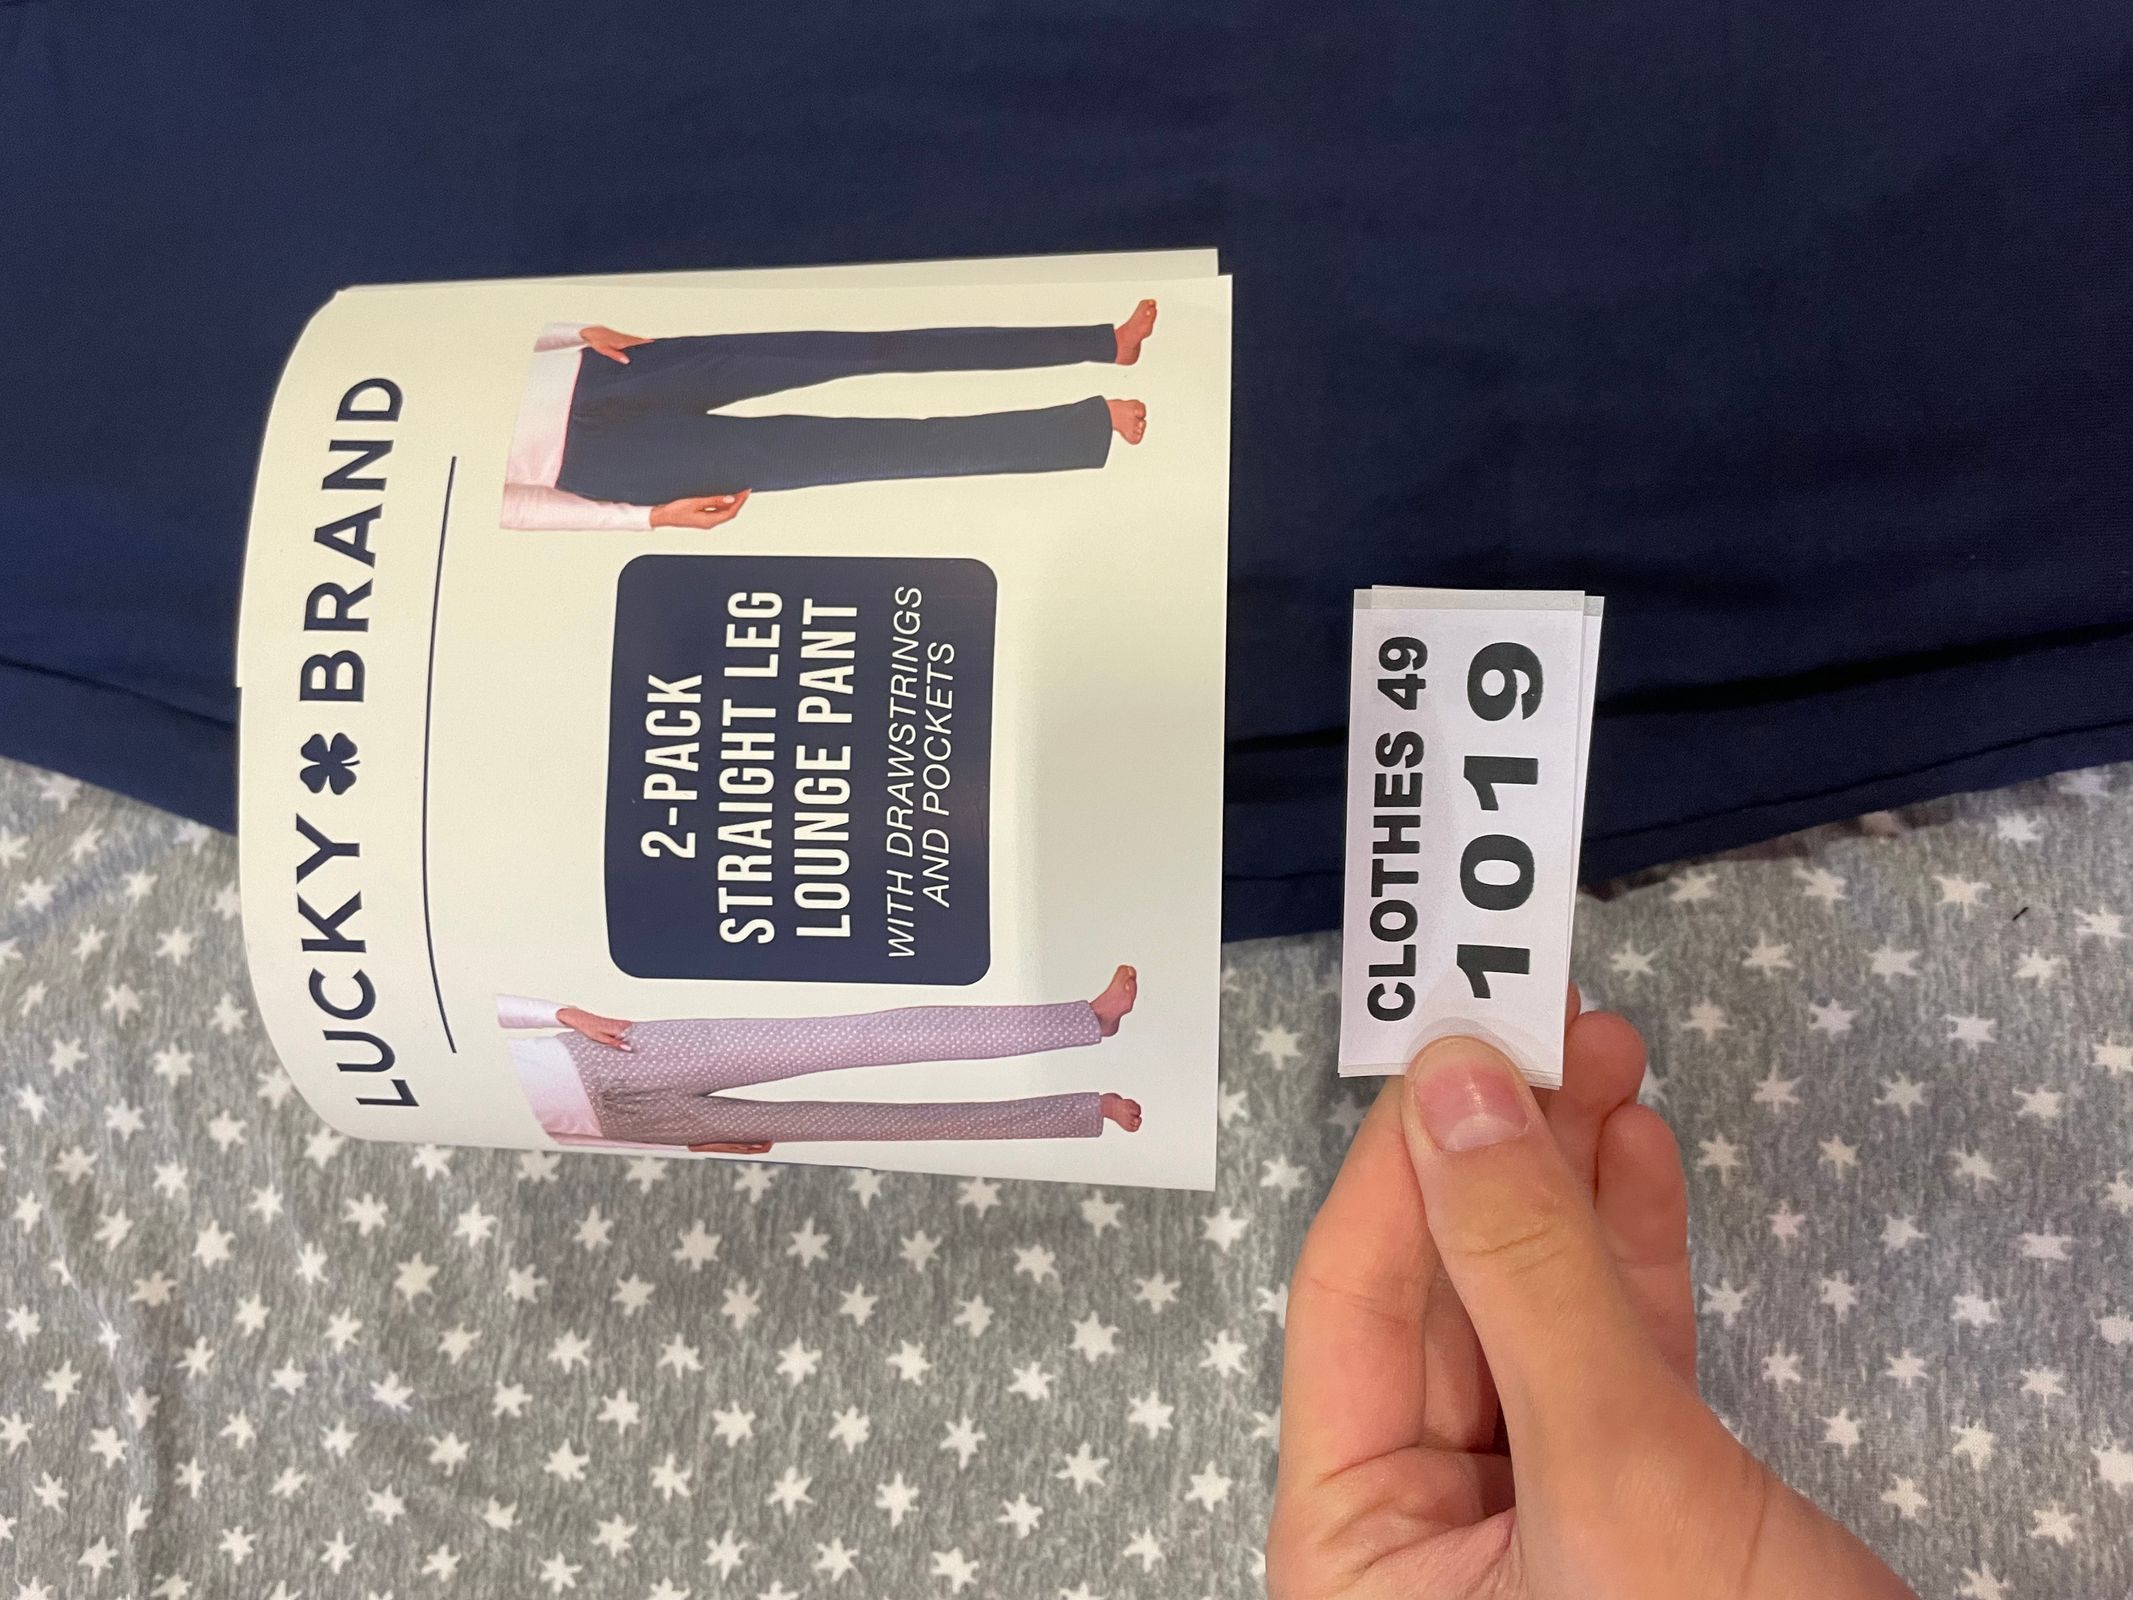 LUCKY BRAND
2-PACK
STRAIGHT LEG
LOUNGE PANT
WITH DRAWSTRINGS
AND POCKETS
CLOTHES 49
1019